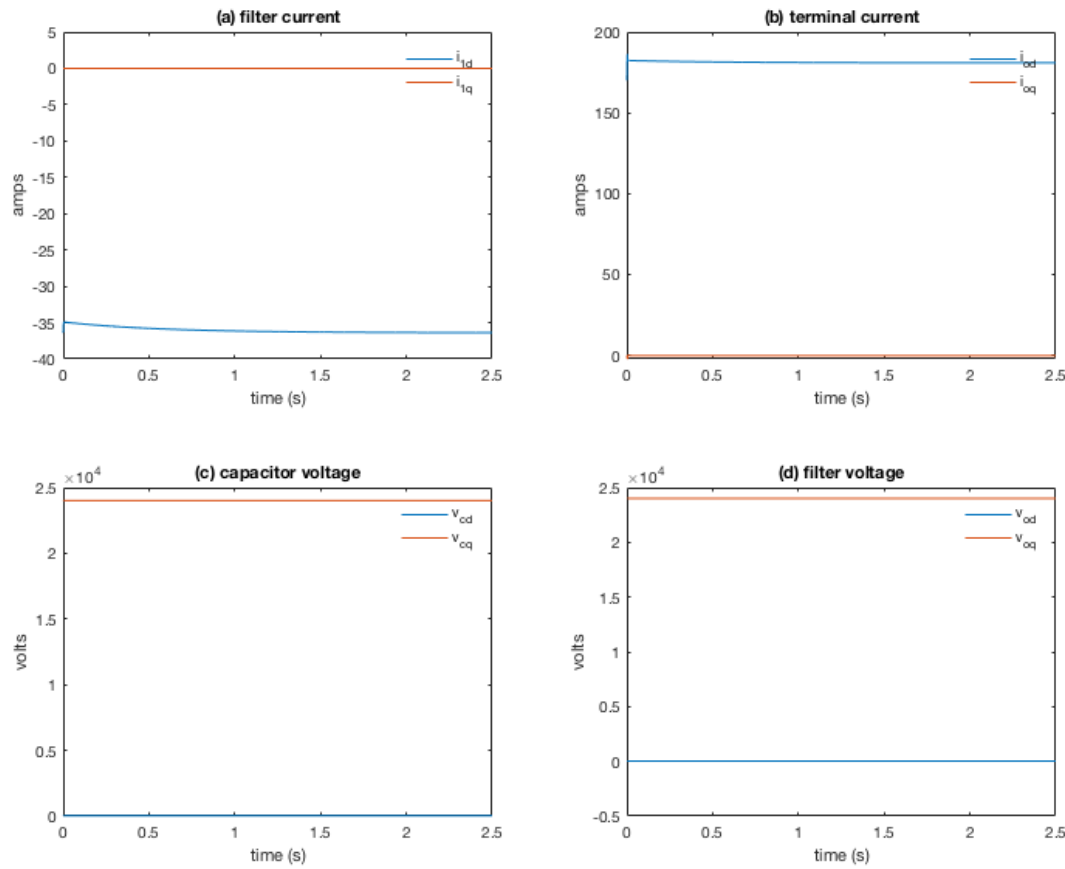 (a) filter current
5
0
-5
-10
-15
-20
-25
-30
-35
-40
amps
0 0.5 1 1.5 2 2.5
time (s)
i1d
i1q
(b) terminal current
200
150
100
50
0
amps
0 0.5 1 1.5 2 2.5
time (s)
iod
ioq
(c) capacitor voltage
×10^4
2.5
2
1.5
1
0.5
0
volts
0 0.5 1 1.5 2 2.5
time (s)
vcd
vcq
(d) filter voltage
×10^4
2.5
2
1.5
1
0.5
0
-0.5
volts
0 0.5 1 1.5 2 2.5
time (s)
vod
voq